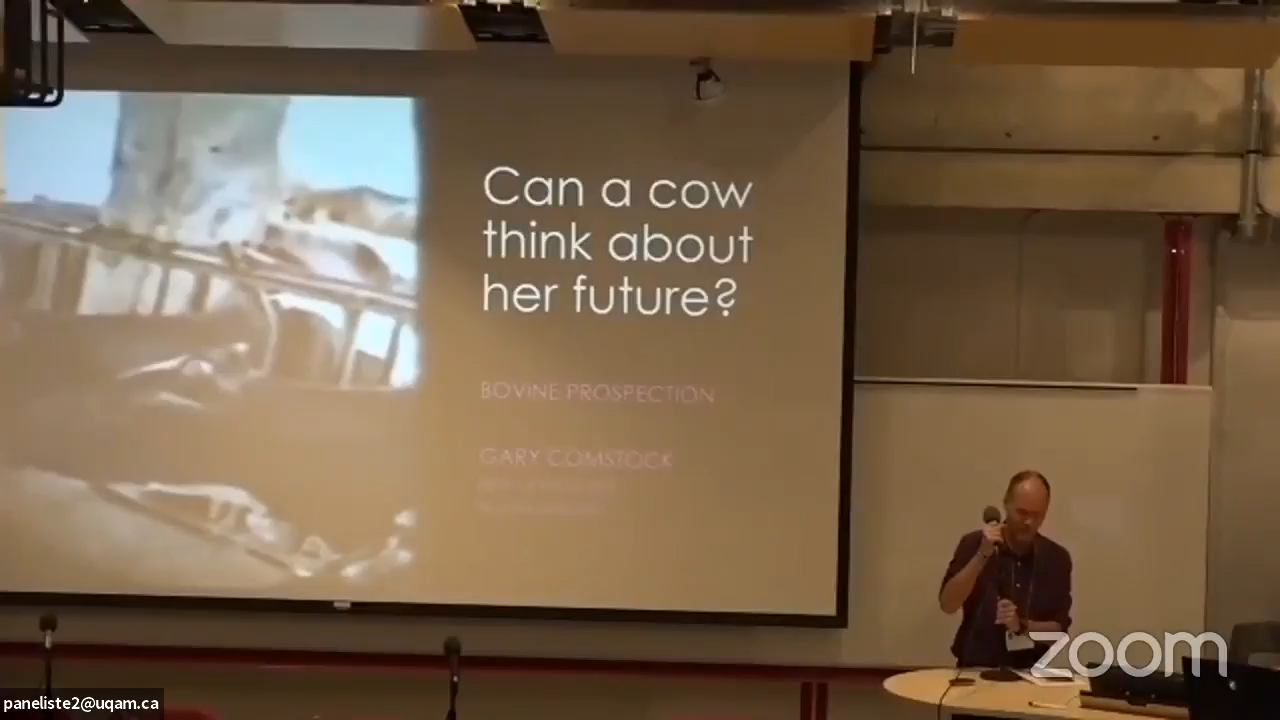 Can a cow
think about
her future?
BOVINE PROSPECTION
GARY COMSTOCK
zoom
paneliste2@uqam.ca